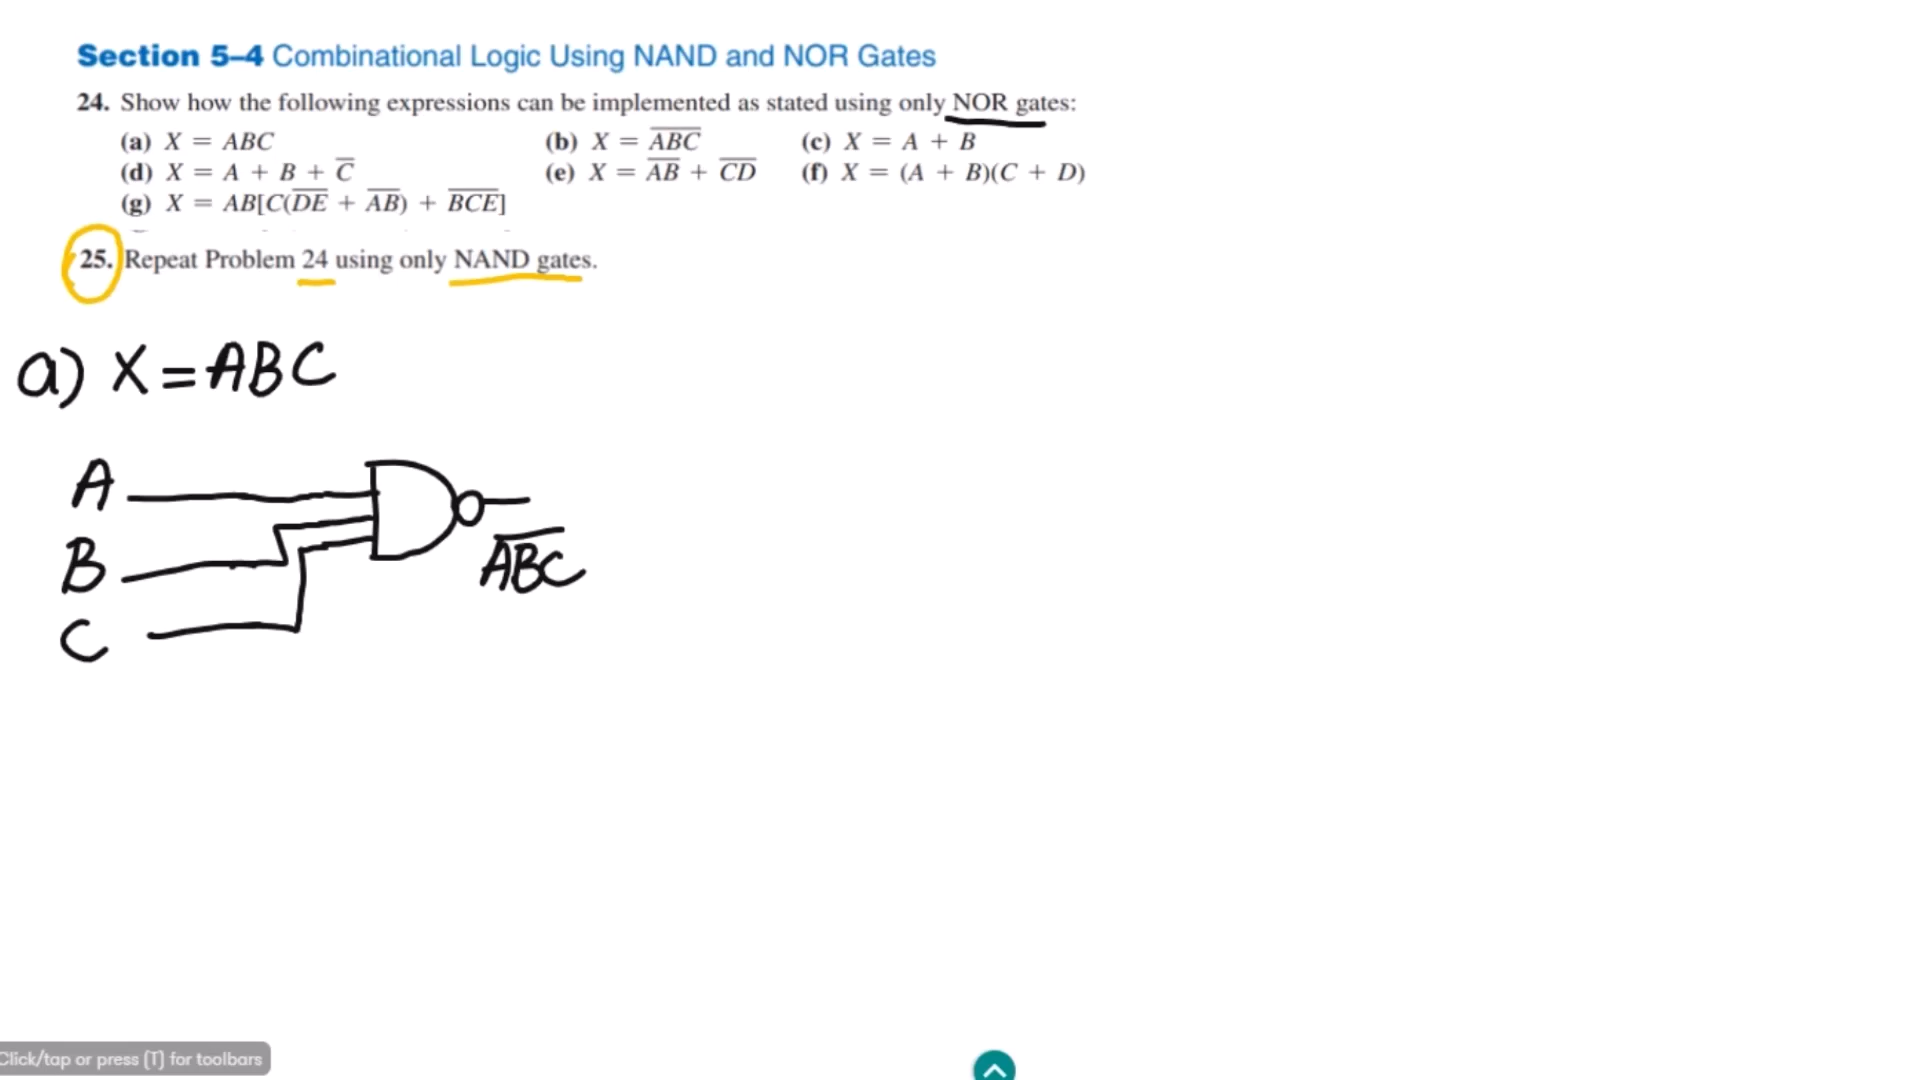 Section 5–4 Combinational Logic Using NAND and NOR Gates
24. Show how the following expressions can be implemented as stated using only NOR gates:
(a) X = ABC (b) X = A̅B̅C̅ (c) X = A + B
(d) X = A + B + C̅ (e) X = A̅B̅ + C̅D̅ (f) X = (A + B)(C + D)
(g) X = AB[C(D̅E̅ + A̅B̅) + B̅C̅E̅]
25. Repeat Problem 24 using only NAND gates.
a) X = ABC
A
B
A̅B̅C̅
C
Click/tap or press (T) for toolbars